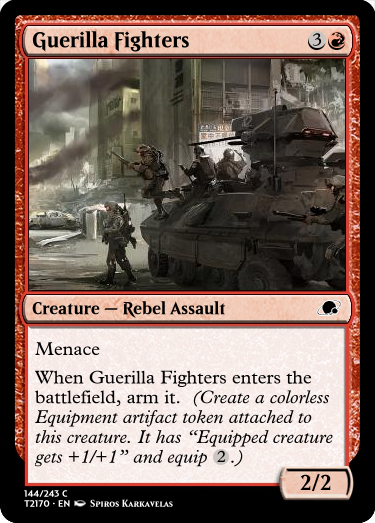 Guerilla Fighters 3
Creature — Rebel Assault
Menace
When Guerilla Fighters enters the
battlefield, arm it. (Create a colorless
Equipment artifact token attached to
this creature. It has “Equipped creature
gets +1/+1” and equip 2.)
2/2
144/243 C
T2170 • EN Spiros Karkavelas